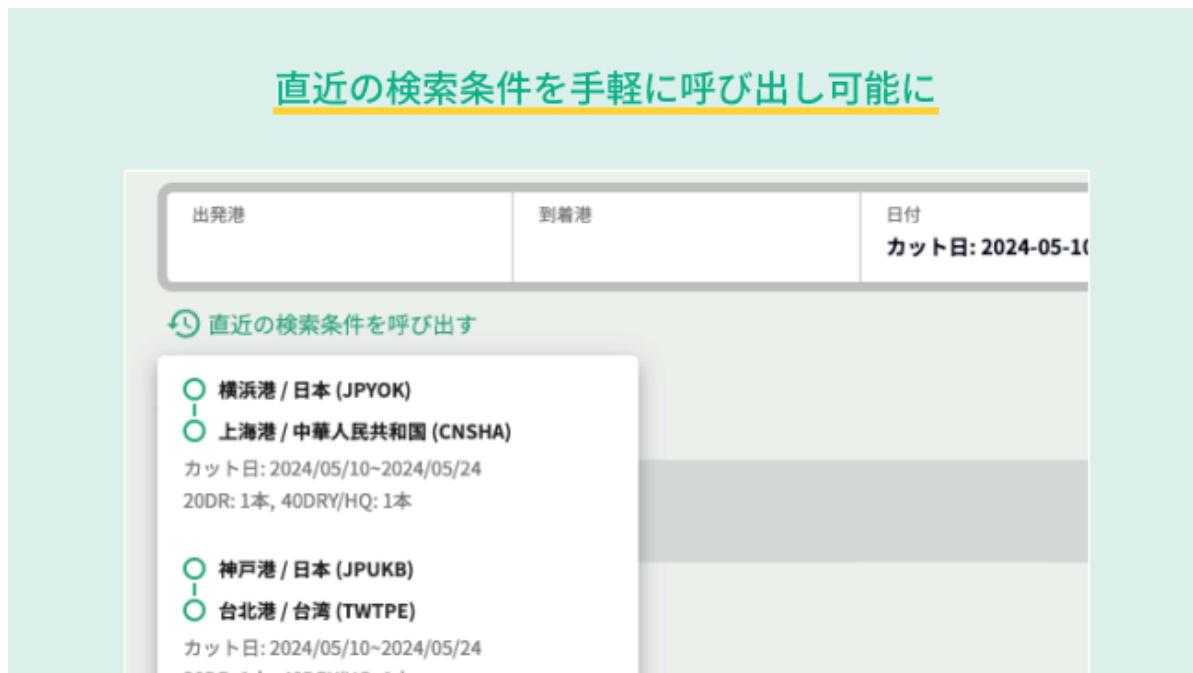 直近の検索条件を手軽に呼び出し可能に
出発港
到着港
日付
カット日: 2024-05-10
直近の検索条件を呼び出す
横浜港 / 日本 (JPYOK)
上海港 / 中華人民共和国 (CNSHA)
カット日: 2024/05/10~2024/05/24
20DR: 1本, 40DRY/HQ: 1本
神戸港 / 日本 (JPUKB)
台北港 / 台湾 (TWTPE)
カット日: 2024/05/10~2024/05/24